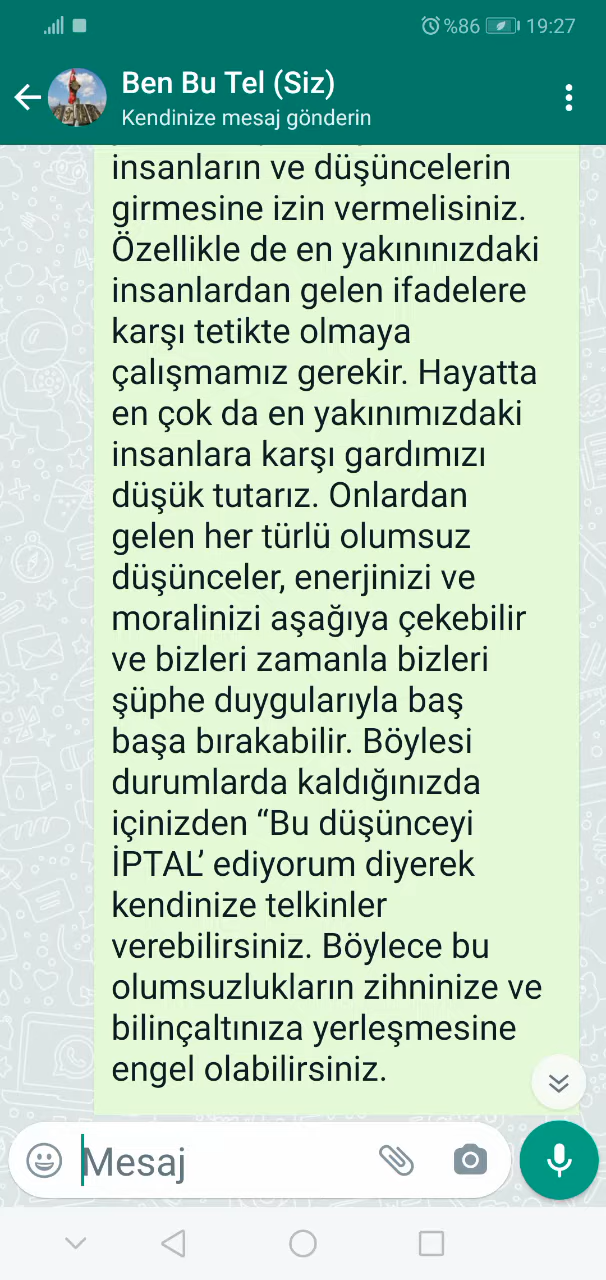 %86 19:27
Ben Bu Tel (Siz)
Kendinize mesaj gönderin
insanların ve düşüncelerin
girmesine izin vermelisiniz.
Özellikle de en yakınınızdaki
insanlardan gelen ifadelere
karşı tetikte olmaya
çalışmamız gerekir. Hayatta
en çok da en yakınımızdaki
insanlara karşı gardımızı
düşük tutarız. Onlardan
gelen her türlü olumsuz
düşünceler, enerjinizi ve
moralinizi aşağıya çekebilir
ve bizleri zamanla bizleri
şüphe duygularıyla baş
başa bırakabilir. Böylesi
durumlarda kaldığınızda
içinizden “Bu düşünceyi
İPTAL’ ediyorum diyerek
kendinize telkinler
verebilirsiniz. Böylece bu
olumsuzlukların zihninize ve
bilinçaltınıza yerleşmesine
engel olabilirsiniz.
Mesaj